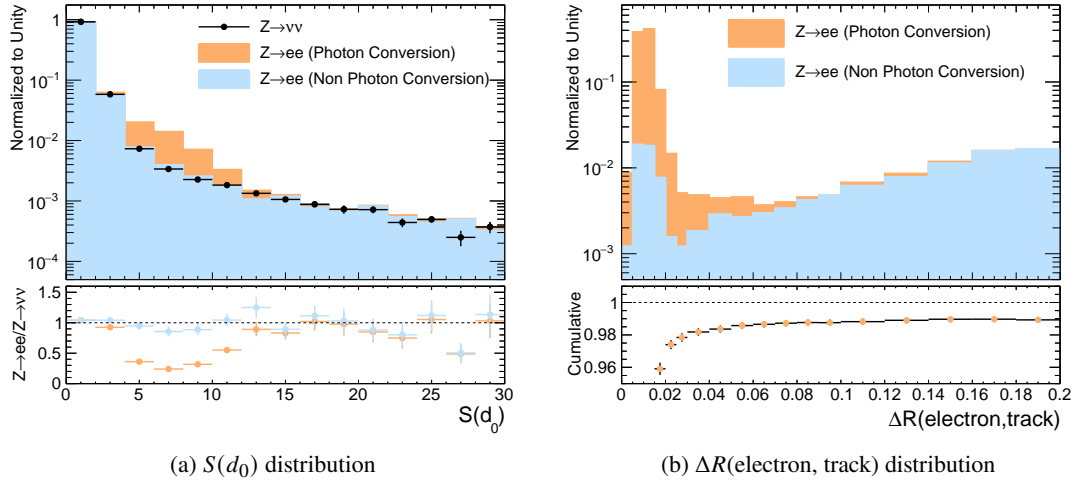 Normalized to Unity
1
10⁻¹
10⁻²
10⁻³
10⁻⁴
Z→νν
Z→ee (Photon Conversion)
Z→ee (Non Photon Conversion)
Z→ee/Z→νν
1.5
1
0.5
0
0 5 10 15 20 25 30
S(d₀)
(a) S(d₀) distribution
Normalized to Unity
10⁻¹
10⁻²
10⁻³
Z→ee (Photon Conversion)
Z→ee (Non Photon Conversion)
Cumulative
1
0.98
0.96
0 0.02 0.04 0.06 0.08 0.1 0.12 0.14 0.16 0.18 0.2
ΔR(electron,track)
(b) ΔR(electron, track) distribution